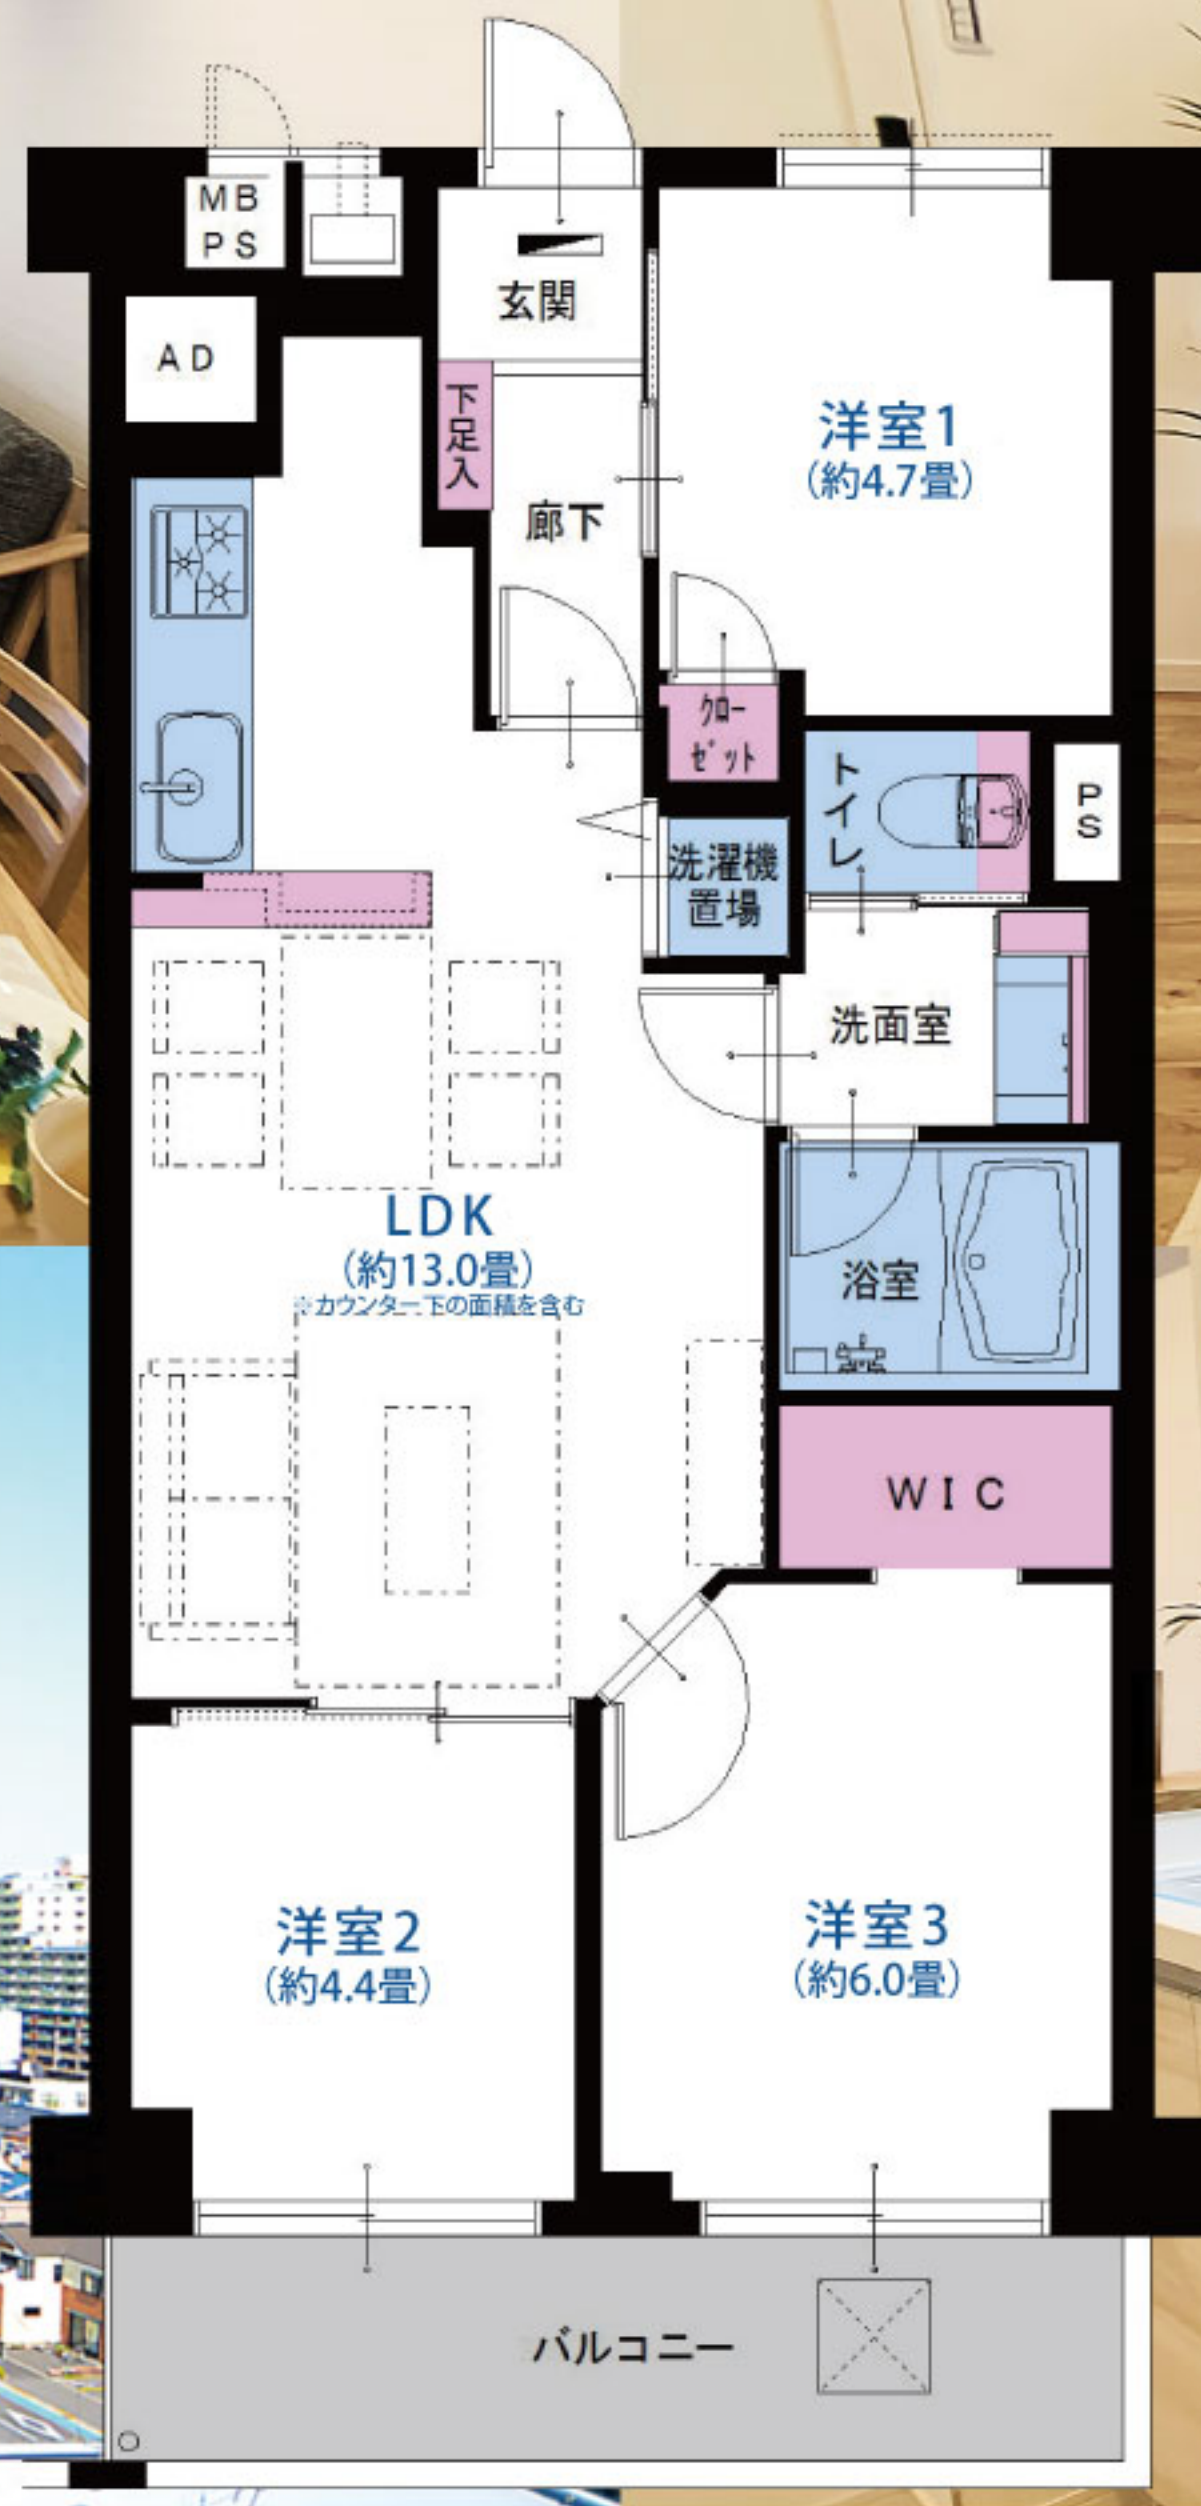 MB
PS
玄関
AD
下足入
洋室1
(約4.7畳)
廊下
クロー
ゼット
トイレ
PS
洗濯機
置場
洗面室
LDK
(約13.0畳)
※カウンター下の面積を含む
浴室
WIC
洋室2
(約4.4畳)
洋室3
(約6.0畳)
バルコニー